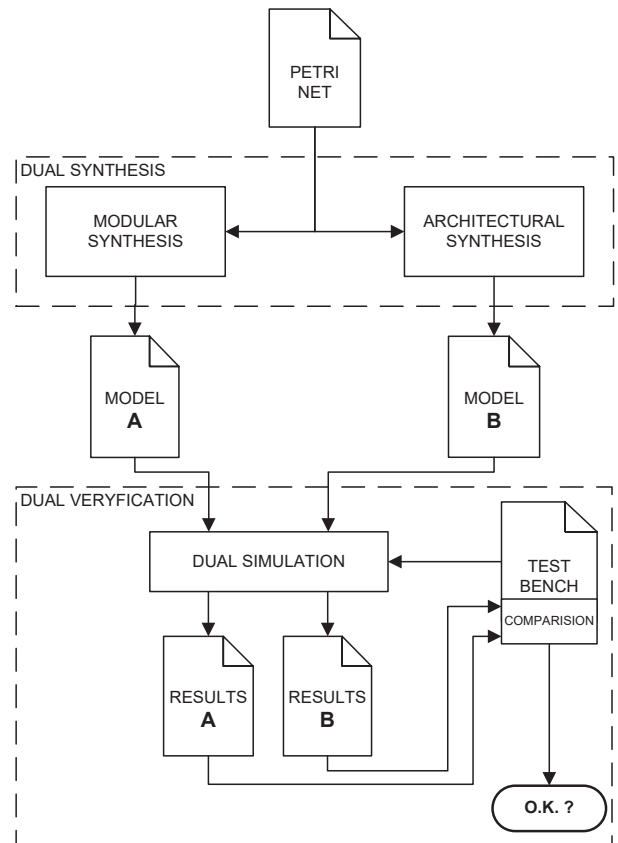 PETRI
NET
DUAL SYNTHESIS
MODULAR
SYNTHESIS
ARCHITECTURAL
SYNTHESIS
MODEL
A
MODEL
B
DUAL VERYFICATION
DUAL SIMULATION
TEST
BENCH
COMPARISION
RESULTS
A
RESULTS
B
O.K. ?